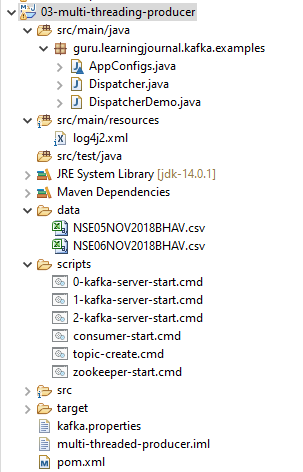 03-multi-threading-producer
src/main/java
guru.learningjournal.kafka.examples
AppConfigs.java
Dispatcher.java
DispatcherDemo.java
src/main/resources
log4j2.xml
src/test/java
JRE System Library [jdk-14.0.1]
Maven Dependencies
data
NSE05NOV2018BHAV.csv
NSE06NOV2018BHAV.csv
scripts
0-kafka-server-start.cmd
1-kafka-server-start.cmd
2-kafka-server-start.cmd
consumer-start.cmd
topic-create.cmd
zookeeper-start.cmd
src
target
kafka.properties
multi-threaded-producer.iml
pom.xml